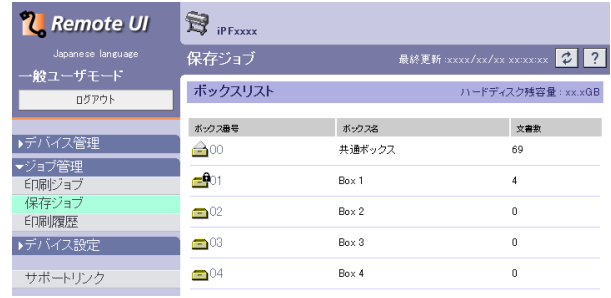 Remote UI
Japanese language
一般ユーザモード
ログアウト
▶デバイス管理
▼ジョブ管理
印刷ジョブ
保存ジョブ
印刷履歴
▶デバイス設定
サポートリンク
iPFxxxx
保存ジョブ
最終更新:xxxx/xx/xx xx:xx:xx ?
ボックスリスト ハードディスク残容量:xx.xGB
ボックス番号 ボックス名 文書数
00 共通ボックス 69
01 Box 1 4
02 Box 2 0
03 Box 3 0
04 Box 4 0